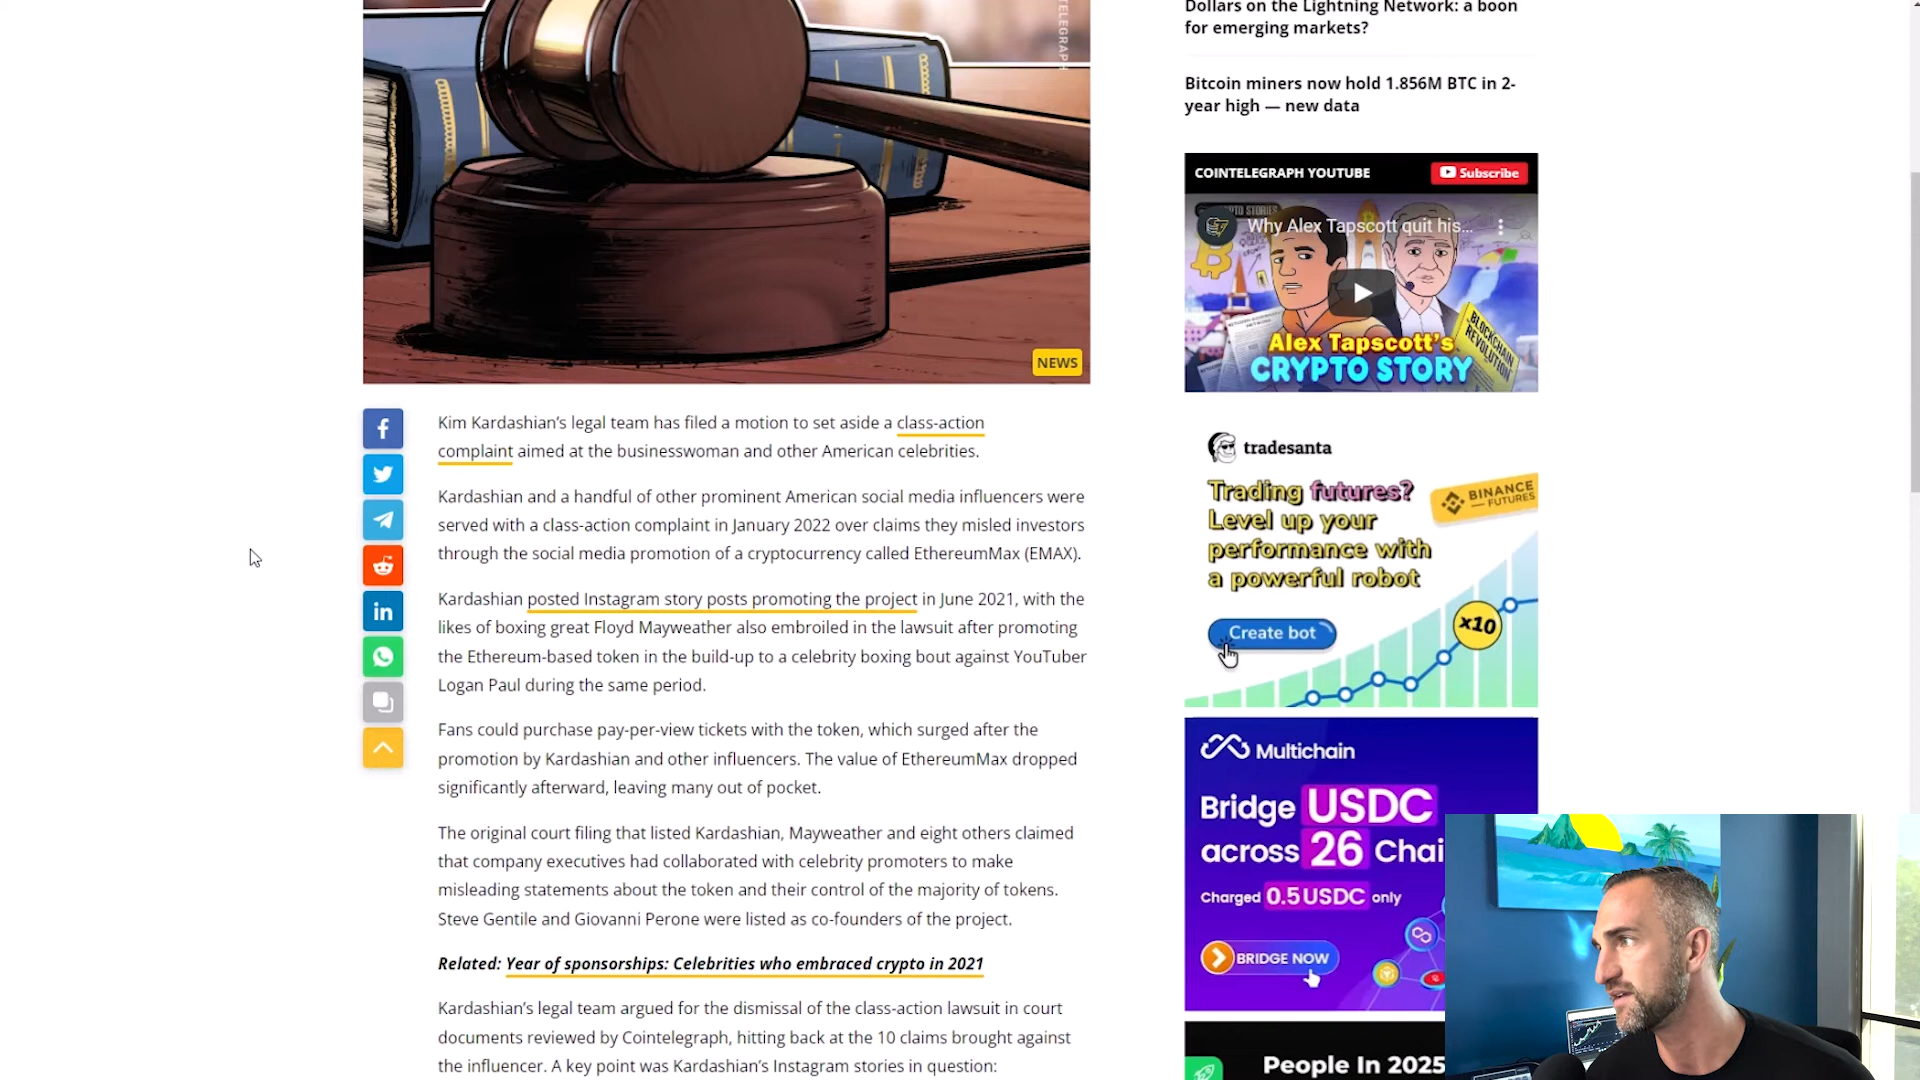 TELEGRAPH
NEWS
Kim Kardashian's legal team has filed a motion to set aside a class-action
complaint aimed at the businesswoman and other American celebrities.
Kardashian and a handful of other prominent American social media influencers were
served with a class-action complaint in January 2022 over claims they misled investors
through the social media promotion of a cryptocurrency called EthereumMax (EMAX).
Kardashian posted Instagram story posts promoting the project in June 2021, with the
likes of boxing great Floyd Mayweather also embroiled in the lawsuit after promoting
the Ethereum-based token in the build-up to a celebrity boxing bout against YouTuber
Logan Paul during the same period.
Fans could purchase pay-per-view tickets with the token, which surged after the
promotion by Kardashian and other influencers. The value of EthereumMax dropped
significantly afterward, leaving many out of pocket.
The original court filing that listed Kardashian, Mayweather and eight others claimed
that company executives had collaborated with celebrity promoters to make
misleading statements about the token and their control of the majority of tokens.
Steve Gentile and Giovanni Perone were listed as co-founders of the project.
Related: Year of sponsorships: Celebrities who embraced crypto in 2021
Kardashian's legal team argued for the dismissal of the class-action lawsuit in court
documents reviewed by Cointelegraph, hitting back at the 10 claims brought against
the influencer. A key point was Kardashian's Instagram stories in question:
Dollars on the Lightning Network: a boon
for emerging markets?
Bitcoin miners now hold 1.856M BTC in 2-
year high — new data
COINTELEGRAPH YOUTUBE
Subscribe
Why Alex Tapscott quit his...
BLOCKCHAIN
REVOLUTION
Alex Tapscott's
CRYPTO STORY
tradesanta
Trading futures?
Level up your
performance with
a powerful robot
BINANCE
FUTURES
Create bot
x10
Multichain
Bridge USDC
across 26 Chai
Charged 0.5 USDC only
BRIDGE NOW
People In 2025